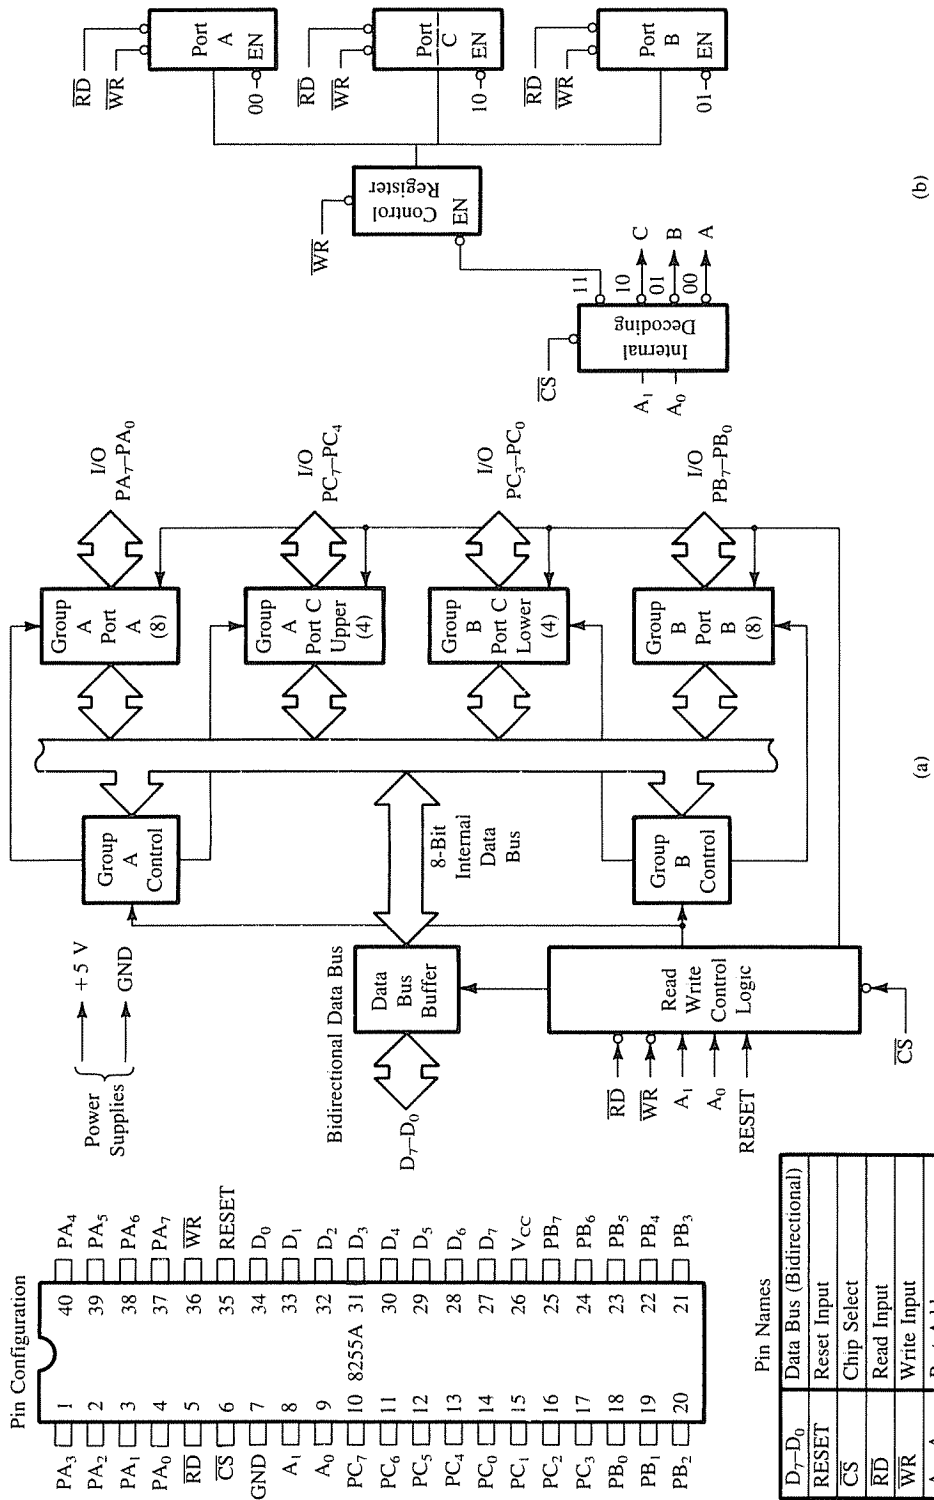 Pin Configuration
PA3 1 40 PA4
PA2 2 39 PA5
PA1 3 38 PA6
PA0 4 37 PA7
RD 5 36 WR
CS 6 35 RESET
GND 7 34 D0
A1 8 33 D1
A0 9 32 D2
PC7 10 8255A 31 D3
PC6 11 30 D4
PC5 12 29 D5
PC4 13 28 D6
PC0 14 27 D7
PC1 15 26 VCC
PC2 16 25 PB7
PC3 17 24 PB6
PB0 18 23 PB5
PB1 19 22 PB4
PB2 20 21 PB3
Pin Names
D7–D0 Data Bus (Bidirectional)
RESET Reset Input
CS Chip Select
RD Read Input
WR Write Input
Power
Supplies
+5 V
GND
Bidirectional Data Bus
D7–D0
Data
Bus
Buffer
RD
WR
A1
A0
RESET
CS
Read
Write
Control
Logic
Group
A
Control
Group
B
Control
8-Bit
Internal
Data
Bus
Group
A
Port
A
(8)
Group
A
Port C
Upper
(4)
Group
B
Port C
Lower
(4)
Group
B
Port
B
(8)
I/O
PA7–PA0
I/O
PC7–PC4
I/O
PC3–PC0
I/O
PB7–PB0
(a)
CS
A1
A0
Internal
Decoding
11
10
01
00
C
B
A
WR
Control
Register
EN
RD
WR
Port
A
00
EN
RD
WR
Port
C
10
EN
RD
WR
Port
B
01
EN
(b)